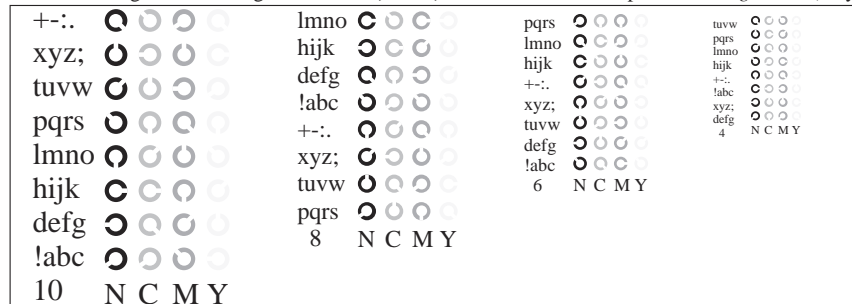 +-:.
xyz;
tuvw
pqrs
lmno
hijk
defg
!abc
10 N C M Y
lmno
hijk
defg
!abc
+-:.
xyz;
tuvw
pqrs
8 N C M Y
pqrs
lmno
hijk
+-:.
xyz;
tuvw
defg
!abc
6 N C M Y
tuvw
pqrs
lmno
hijk
+-:.
!abc
xyz;
defg
4 N C M Y